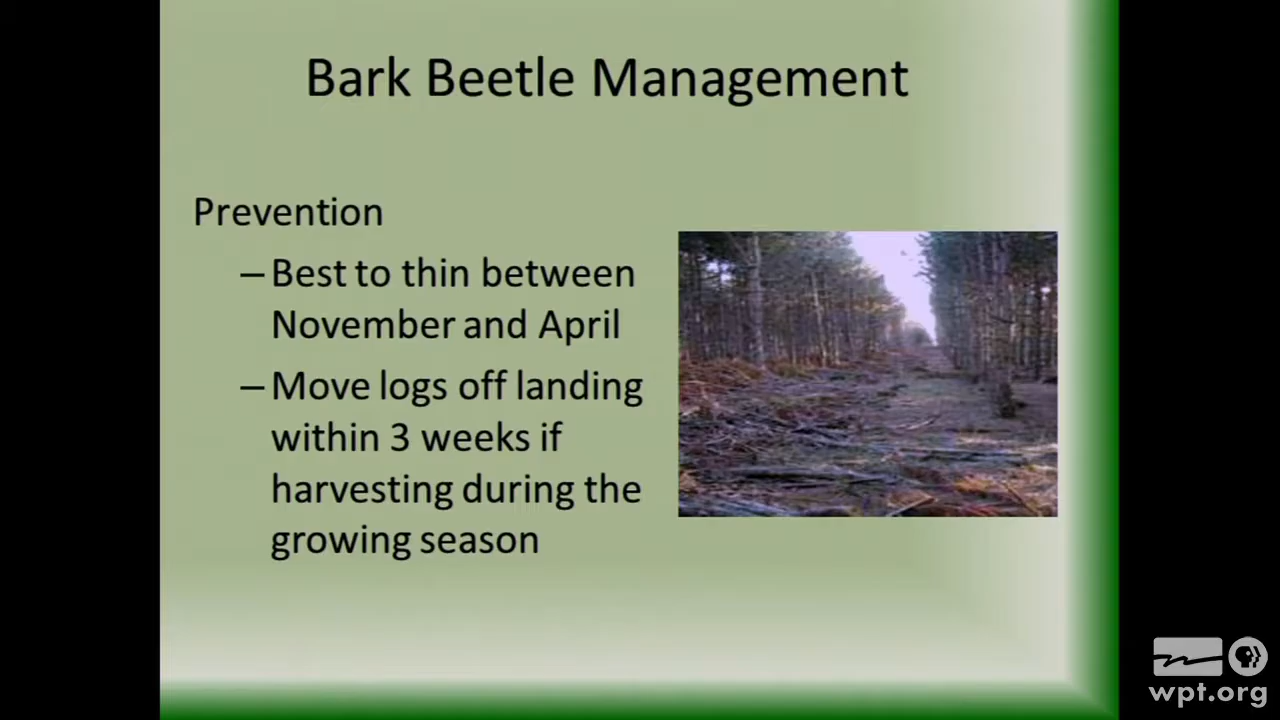 Bark Beetle Management
Prevention
–Best to thin between
November and April
–Move logs off landing
within 3 weeks if
harvesting during the
growing season
wpt.org